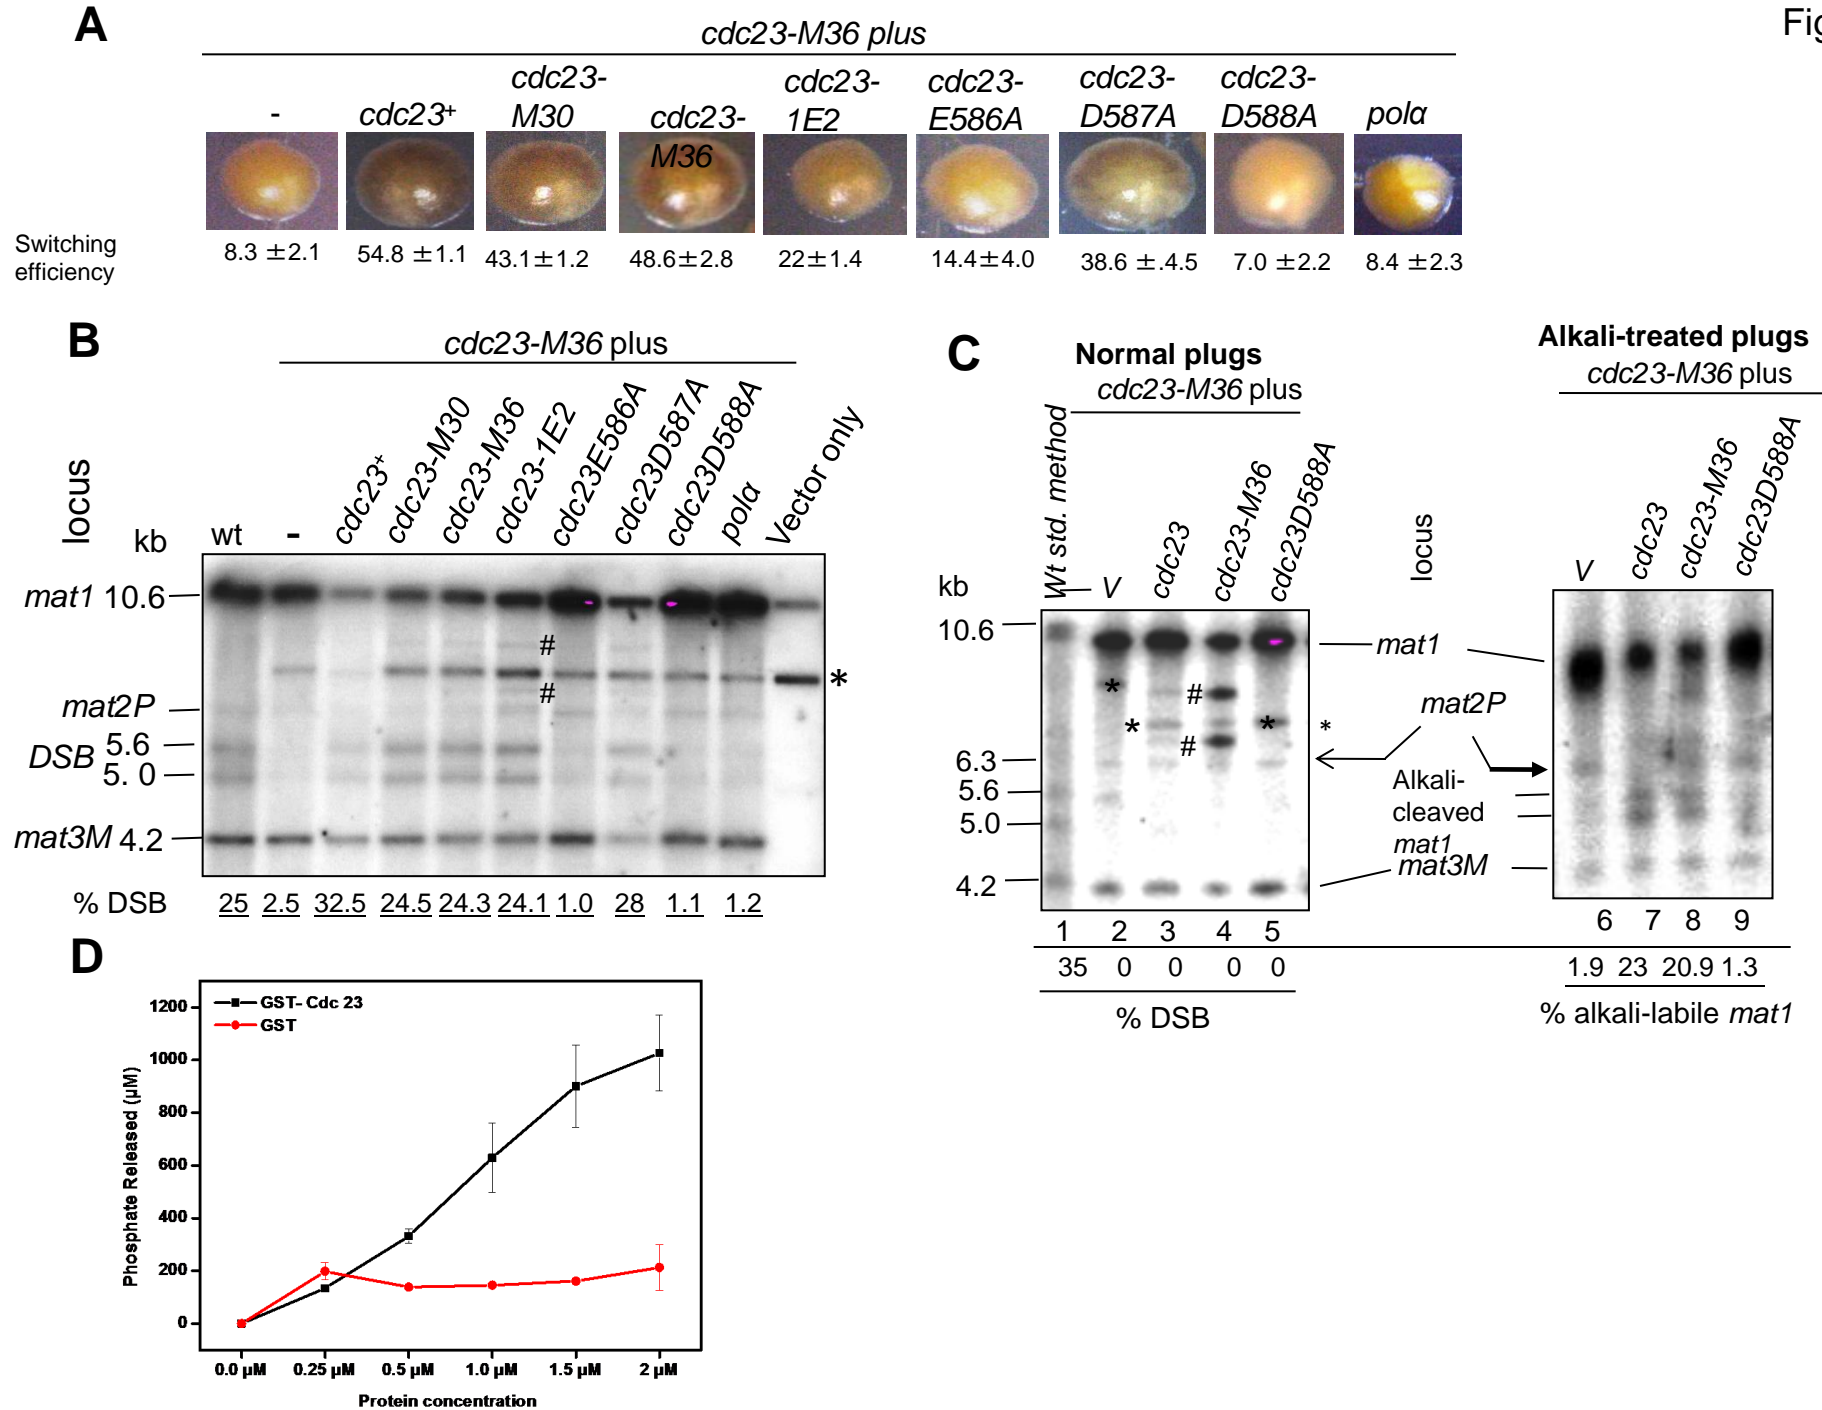 A
Fig
cdc23-M36 plus
-
cdc23+
cdc23-
M30
cdc23-
M36
cdc23-
1E2
cdc23-
E586A
cdc23-
D587A
cdc23-
D588A
polα
Switching
efficiency
8.3 ±2.1
54.8 ±1.1
43.1±1.2
48.6±2.8
22±1.4
14.4±4.0
38.6 ±.4.5
7.0 ±2.2
8.4 ±2.3
B
cdc23-M36 plus
locus
kb
wt
-
cdc23+
cdc23-M30
cdc23-M36
cdc23-1E2
cdc23E586A
cdc23D587A
cdc23D588A
polα
Vector only
mat1 10.6
#
*
#
mat2P
DSB
5.6
5. 0
mat3M 4.2
% DSB
25 2.5 32.5 24.5 24.3 24.1 1.0 28 1.1 1.2
C
Normal plugs
cdc23-M36 plus
Wt std. method
V
cdc23
cdc23-M36
cdc23D588A
kb
10.6
6.3
5.6
5.0
4.2
*
*
#
#
*
*
1 2 3 4 5
35 0 0 0 0
% DSB
locus
mat1
mat2P
Alkali-
cleaved
mat1
mat3M
Alkali-treated plugs
cdc23-M36 plus
V
cdc23
cdc23-M36
cdc23D588A
6 7 8 9
1.9 23 20.9 1.3
% alkali-labile mat1
D
GST- Cdc 23
GST
Phosphate Released (µM)
1200
1000
800
600
400
200
0
0.0 µM 0.25 µM 0.5 µM 1.0 µM 1.5 µM 2 µM
Protein concentration